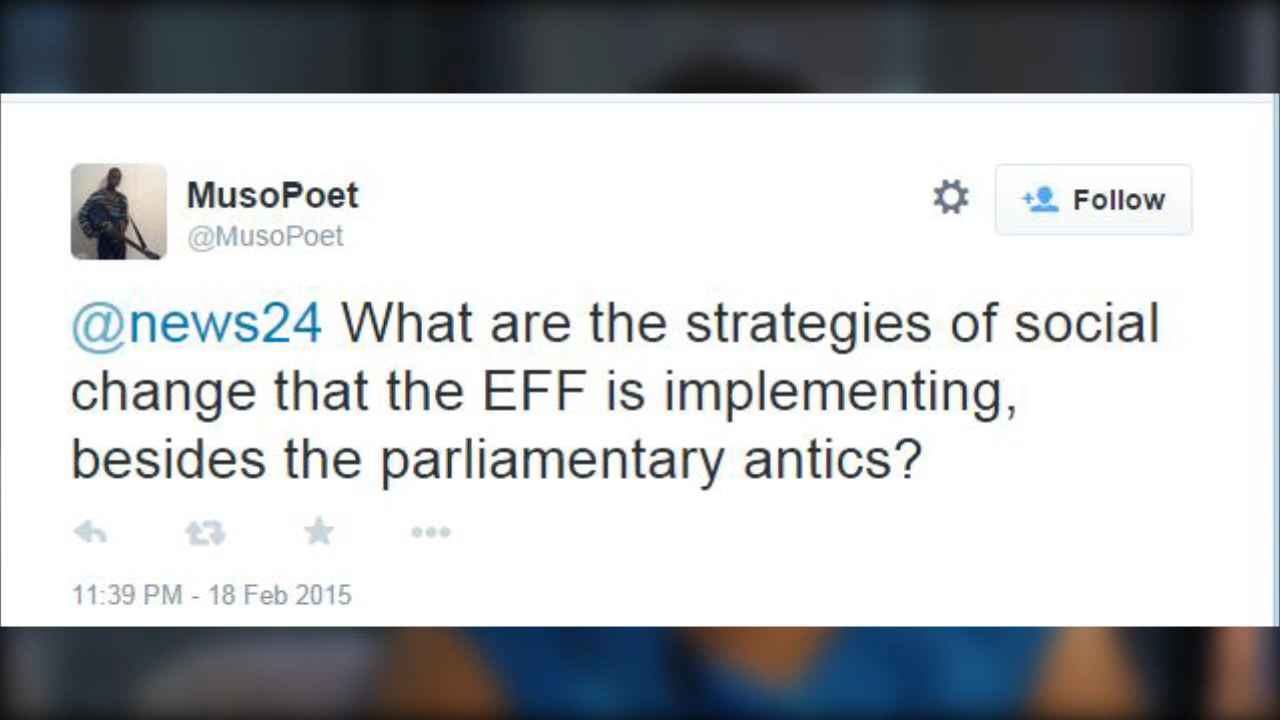 MusoPoet
@MusoPoet
Follow
@news24 What are the strategies of social
change that the EFF is implementing,
besides the parliamentary antics?
11:39 PM - 18 Feb 2015